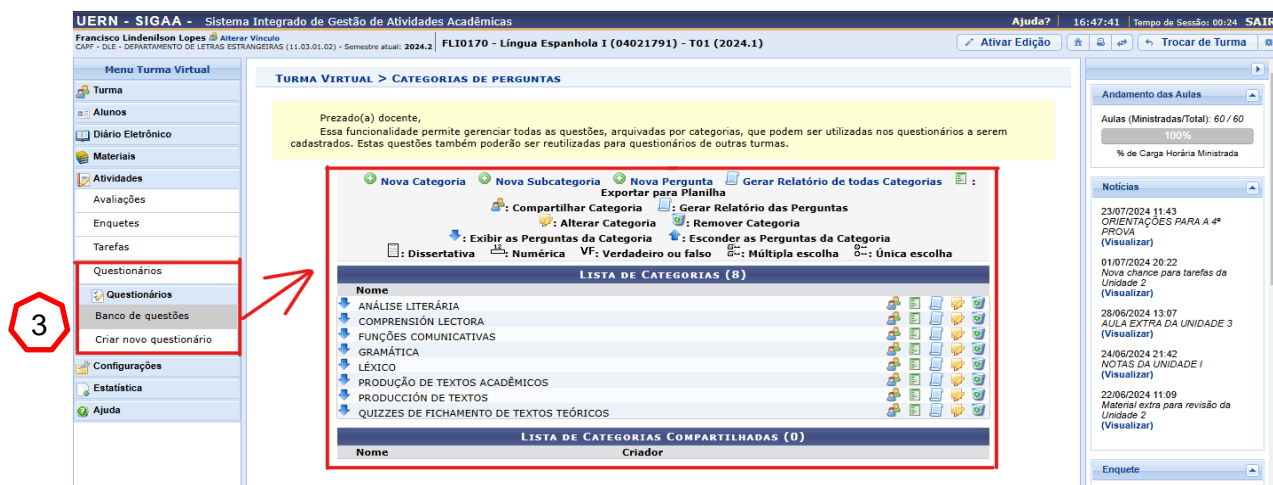 UERN - SIGAA - Sistema Integrado de Gestão de Atividades Acadêmicas
Ajuda? 16:47:41 Tempo de Sessão: 00:24 SAIR
Francisco Lindenilson Lopes Alterar Vínculo
CAPF - DLE - DEPARTAMENTO DE LETRAS ESTRANGEIRAS (11.03.01.02) - Semestre atual: 2024.2
FLI0170 - Língua Espanhola I (04021791) - T01 (2024.1)
Ativar Edição
Trocar de Turma
Menu Turma Virtual
Turma
Alunos
Diário Eletrônico
Materiais
Atividades
Avaliações
Enquetes
Tarefas
Questionários
Questionários
Banco de questões
Criar novo questionário
Configurações
Estatística
Ajuda
3
TURMA VIRTUAL > CATEGORIAS DE PERGUNTAS
Prezado(a) docente,
Essa funcionalidade permite gerenciar todas as questões, arquivadas por categorias, que podem ser utilizadas nos questionários a serem
cadastrados. Estas questões também poderão ser reutilizadas para questionários de outras turmas.
Nova Categoria Nova Subcategoria Nova Pergunta Gerar Relatório de todas Categorias :
Exportar para Planilha
: Compartilhar Categoria : Gerar Relatório das Perguntas
: Alterar Categoria : Remover Categoria
: Exibir as Perguntas da Categoria : Esconder as Perguntas da Categoria
: Dissertativa 12: Numérica VF: Verdadeiro ou falso : Múltipla escolha : Única escolha
LISTA DE CATEGORIAS (8)
Nome
ANÁLISE LITERÁRIA
COMPRENSIÓN LECTORA
FUNÇÕES COMUNICATIVAS
GRAMÁTICA
LÉXICO
PRODUÇÃO DE TEXTOS ACADÊMICOS
PRODUCCIÓN DE TEXTOS
QUIZZES DE FICHAMENTO DE TEXTOS TEÓRICOS
LISTA DE CATEGORIAS COMPARTILHADAS (0)
Nome Criador
Andamento das Aulas
Aulas (Ministradas/Total): 60 / 60
100%
% de Carga Horária Ministrada
Notícias
23/07/2024 11:43
ORIENTAÇÕES PARA A 4ª
PROVA
(Visualizar)
01/07/2024 20:22
Nova chance para tarefas da
Unidade 2
(Visualizar)
28/06/2024 13:07
AULA EXTRA DA UNIDADE 3
(Visualizar)
24/06/2024 21:42
NOTAS DA UNIDADE I
(Visualizar)
22/06/2024 11:09
Material extra para revisão da
Unidade 2
(Visualizar)
Enquete